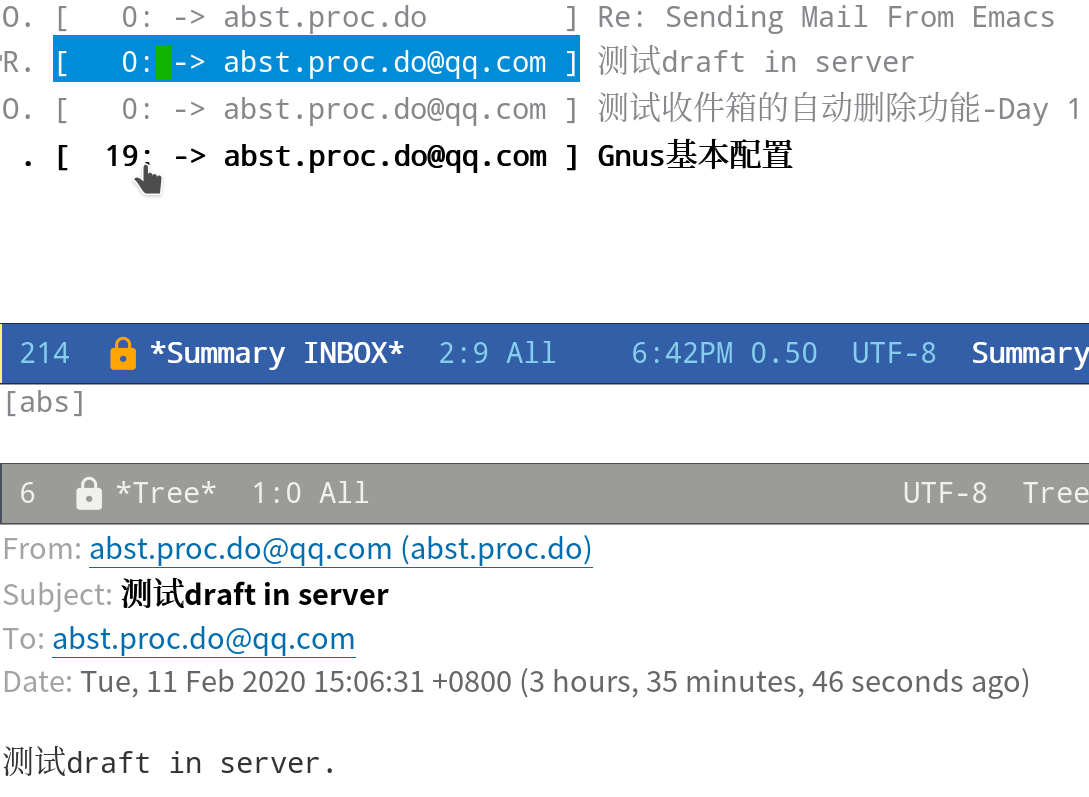 O. [   0: -> abst.proc.do        ] Re: Sending Mail From Emacs
R. [   0: -> abst.proc.do@qq.com ] 测试draft in server
O. [   0: -> abst.proc.do@qq.com ] 测试收件箱的自动删除功能-Day 1
 . [  19: -> abst.proc.do@qq.com ] Gnus基本配置
214 *Summary INBOX* 2:9 All 6:42PM 0.50 UTF-8 Summary
[abs]
6 *Tree* 1:0 All UTF-8 Tree
From: abst.proc.do@qq.com (abst.proc.do)
Subject: 测试draft in server
To: abst.proc.do@qq.com
Date: Tue, 11 Feb 2020 15:06:31 +0800 (3 hours, 35 minutes, 46 seconds ago)
测试draft in server.